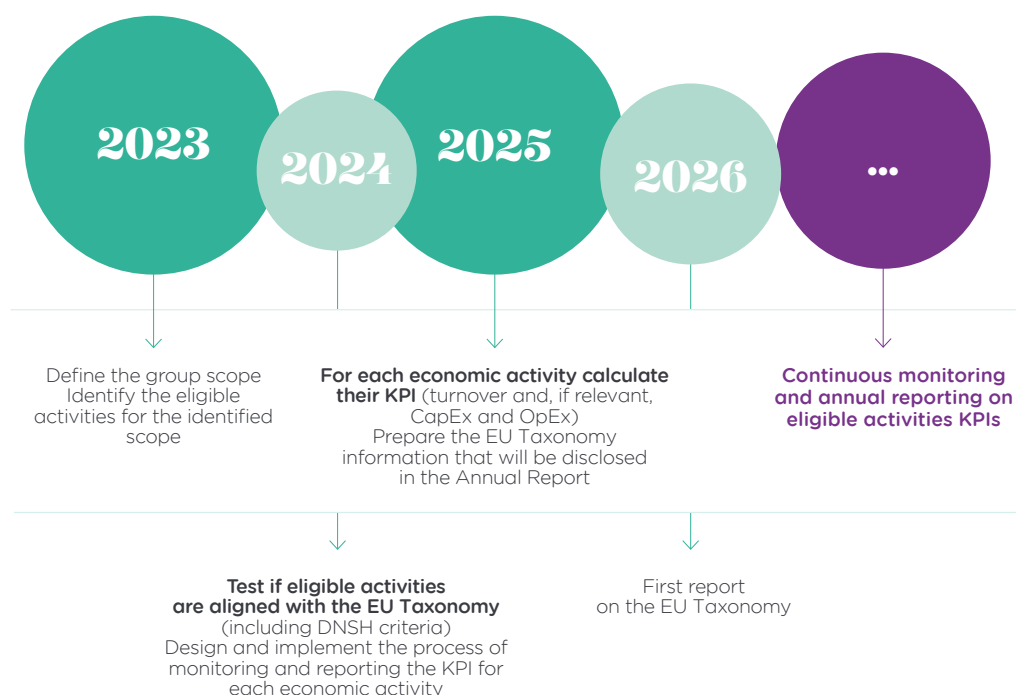 2023
2024
2025
2026
...
Define the group scope
Identify the eligible
activities for the identified
scope
For each economic activity calculate
their KPI (turnover and, if relevant,
CapEx and OpEx)
Prepare the EU Taxonomy
information that will be disclosed
in the Annual Report
Continuous monitoring
and annual reporting on
eligible activities KPIs
Test if eligible activities
are aligned with the EU Taxonomy
(including DNSH criteria)
Design and implement the process of
monitoring and reporting the KPI for
each economic activity
First report
on the EU Taxonomy